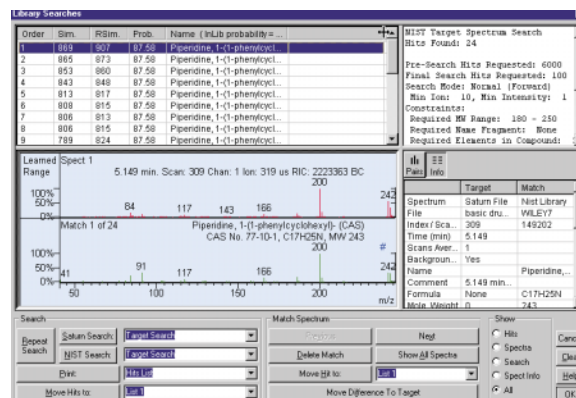 Library Searches
Order Sim. RSim. Prob. Name ( InLib probability = ...
1 869 907 87.58 Piperidine, 1-(1-phenylcycl...
2 865 873 87.58 Piperidine, 1-(1-phenylcycl...
3 853 860 87.58 Piperidine, 1-(1-phenylcycl...
4 843 848 87.58 Piperidine, 1-(1-phenylcycl...
5 813 817 87.58 Piperidine, 1-(1-phenylcycl...
6 808 815 87.58 Piperidine, 1-(1-phenylcycl...
7 806 813 87.58 Piperidine, 1-(1-phenylcycl...
8 806 815 87.58 Piperidine, 1-(1-phenylcycl...
9 789 824 87.58 Piperidine, 1-(1-phenylcycl...
NIST Target Spectrum Search
Hits Found: 24
Pre-Search Hits Requested: 6000
Final Search Hits Requested: 100
Search Mode: Normal (Forward)
Min Ion: 10, Min Intensity: 1
Constraints:
Required MW Range: 180 - 250
Required Name Fragment: None
Required Elements in Compound:
Learned Range
Spect 1
5.149 min. Scan: 309 Chan: 1 Ion: 319 us RIC: 2223363 BC
200
100%
50%
0%
84 117 143 166 242
Match 1 of 24
Piperidine, 1-(1-phenylcyclohexyl)- (CAS)
CAS No. 77-10-1, C17H25N, MW 243
200 #
100%
50%
0%
41 91 117 166 242
50 100 150 200 m/z
Pairs Info
Target Match
Spectrum Saturn File Nist Library
File basic dru... WILEY7
Index / Sca... 309 149202
Time (min) 5.149
Scans Aver... 1
Backgroun... Yes
Name Piperidine,...
Comment 5.149 min...
Formula None C17H25N
Mole. Weight 0 243
Search
Repeat Search
Saturn Search: Target Search
NIST Search: Target Search
Print: Hits List
Move Hits to: List 1
Match Spectrum
Previous Next
Delete Match Show All Spectra
Move Hit to: List 1
Move Difference To Target
Show
Hits
Spectra
Search
Spect Info
All
Canc
Clea
Help
OK